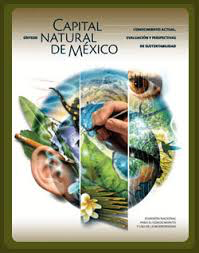 CAPITAL
NATURAL
DE MÉXICO
SÍNTESIS
CONOCIMIENTO ACTUAL,
EVALUACIÓN Y PERSPECTIVAS
DE SUSTENTABILIDAD
COMISIÓN NACIONAL
PARA EL CONOCIMIENTO
Y USO DE LA BIODIVERSIDAD